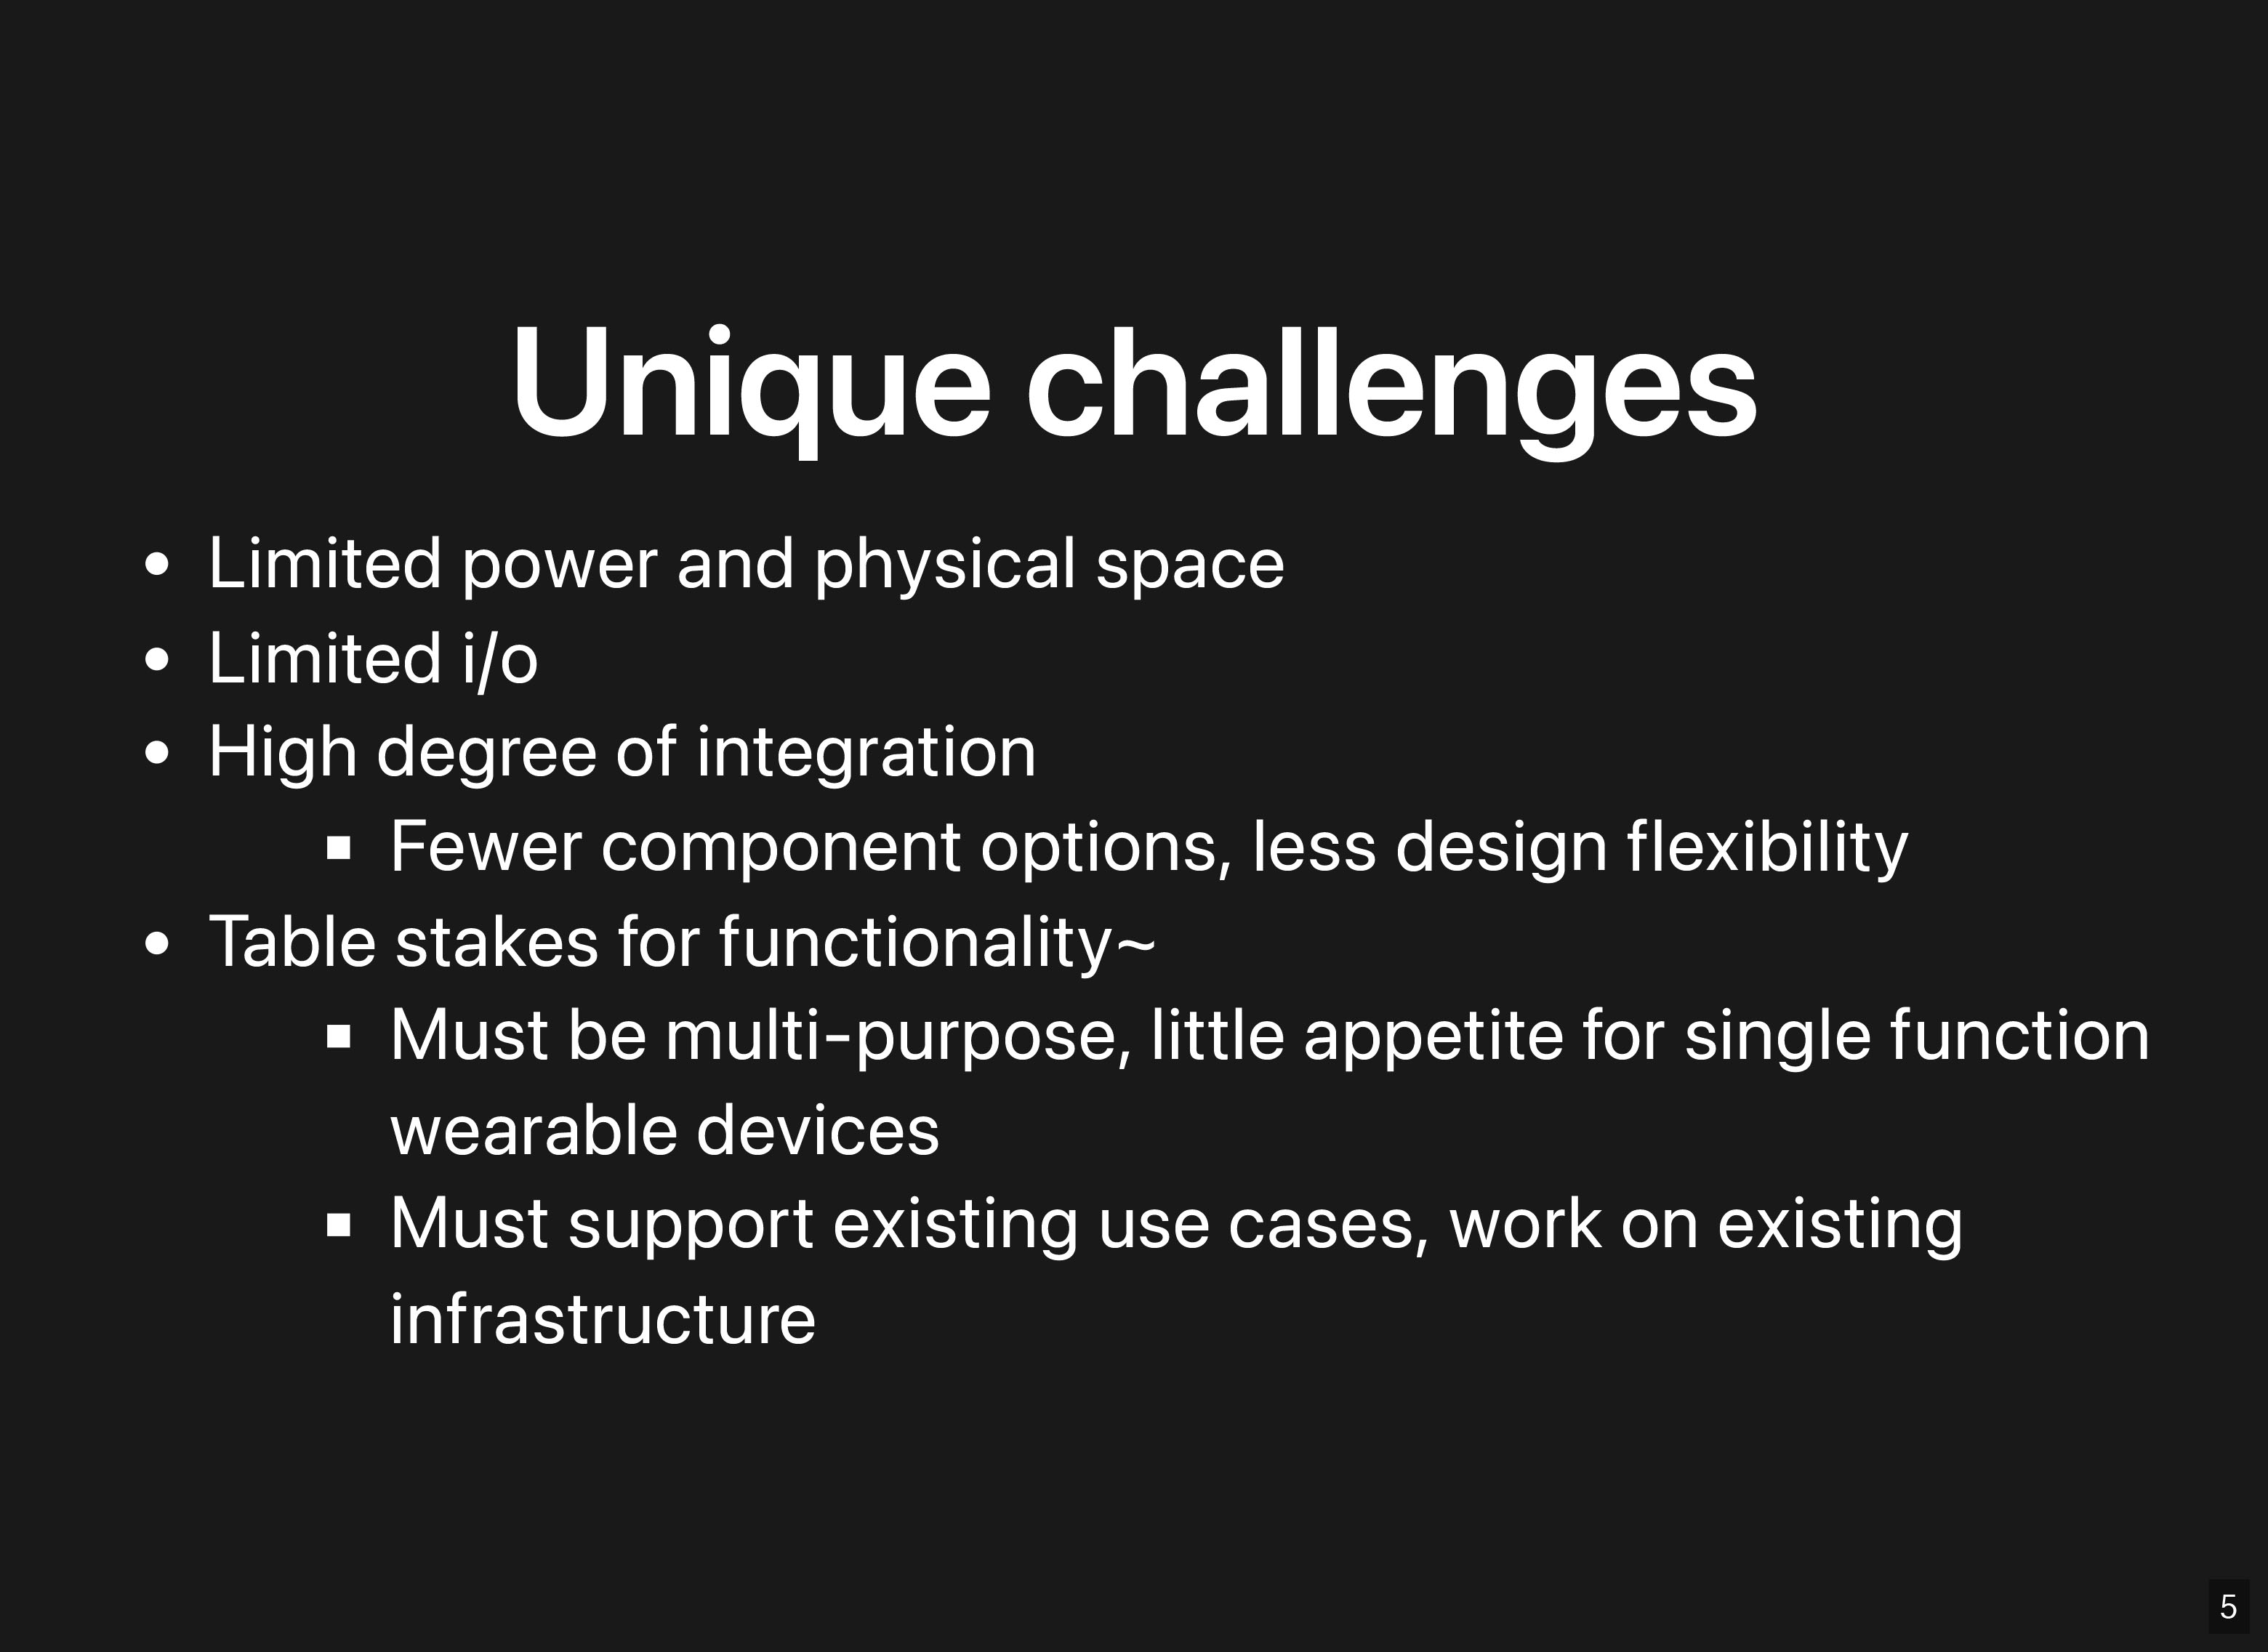 Unique challenges
• Limited power and physical space
• Limited i/o
• High degree of integration
▪ Fewer component options, less design flexibility
• Table stakes for functionality~
▪ Must be multi-purpose, little appetite for single function
wearable devices
▪ Must support existing use cases, work on existing
infrastructure
5